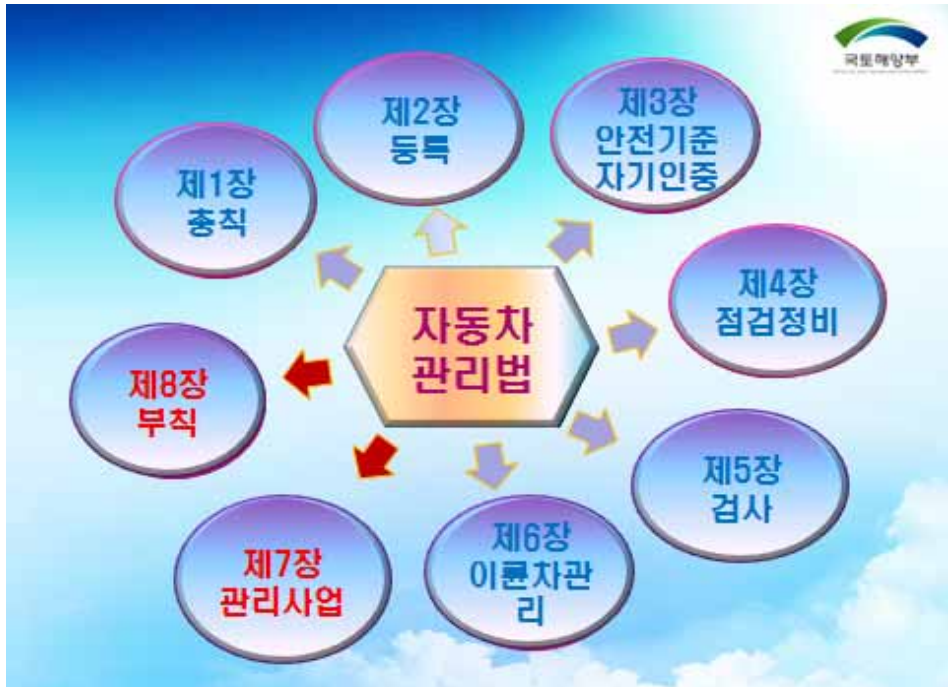 국토해양부
제1장
총칙
제2장
등록
제3장
안전기준
자기인증
제4장
점검정비
제5장
검사
제6장
이륜차관
리
제7장
관리사업
제8장
부칙
자동차
관리법